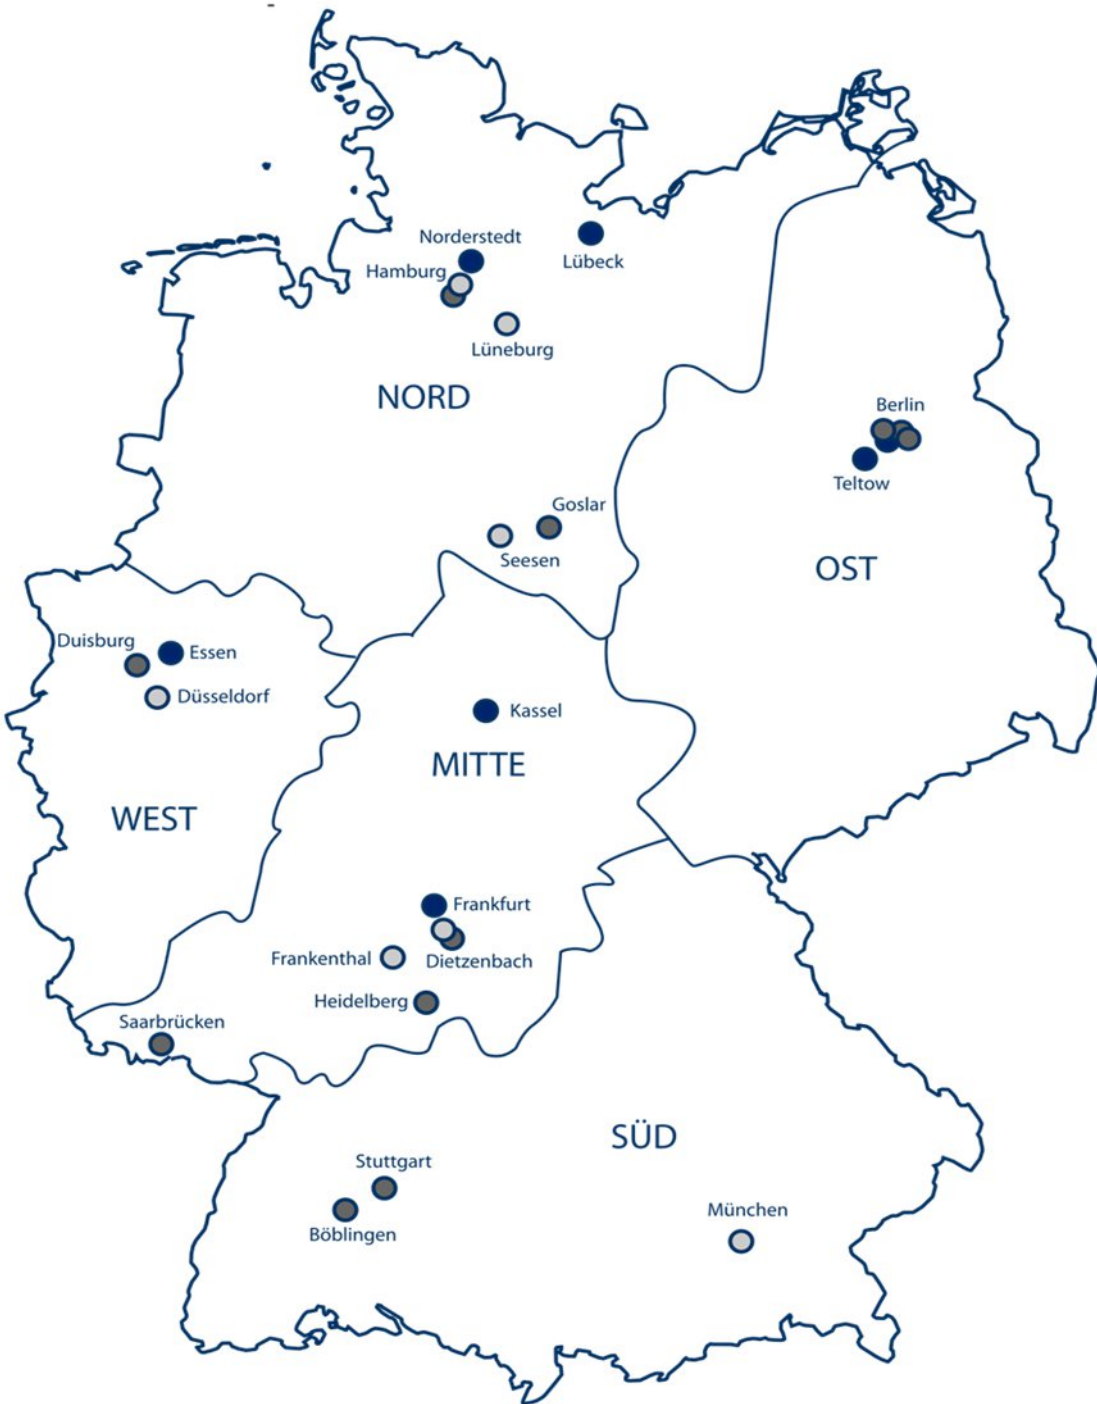 Norderstedt
Lübeck
Hamburg
Lüneburg
NORD
Berlin
Teltow
Goslar
Seesen
OST
Duisburg
Essen
Düsseldorf
Kassel
MITTE
WEST
Frankfurt
Frankenthal
Dietzenbach
Heidelberg
Saarbrücken
SÜD
Stuttgart
Böblingen
München